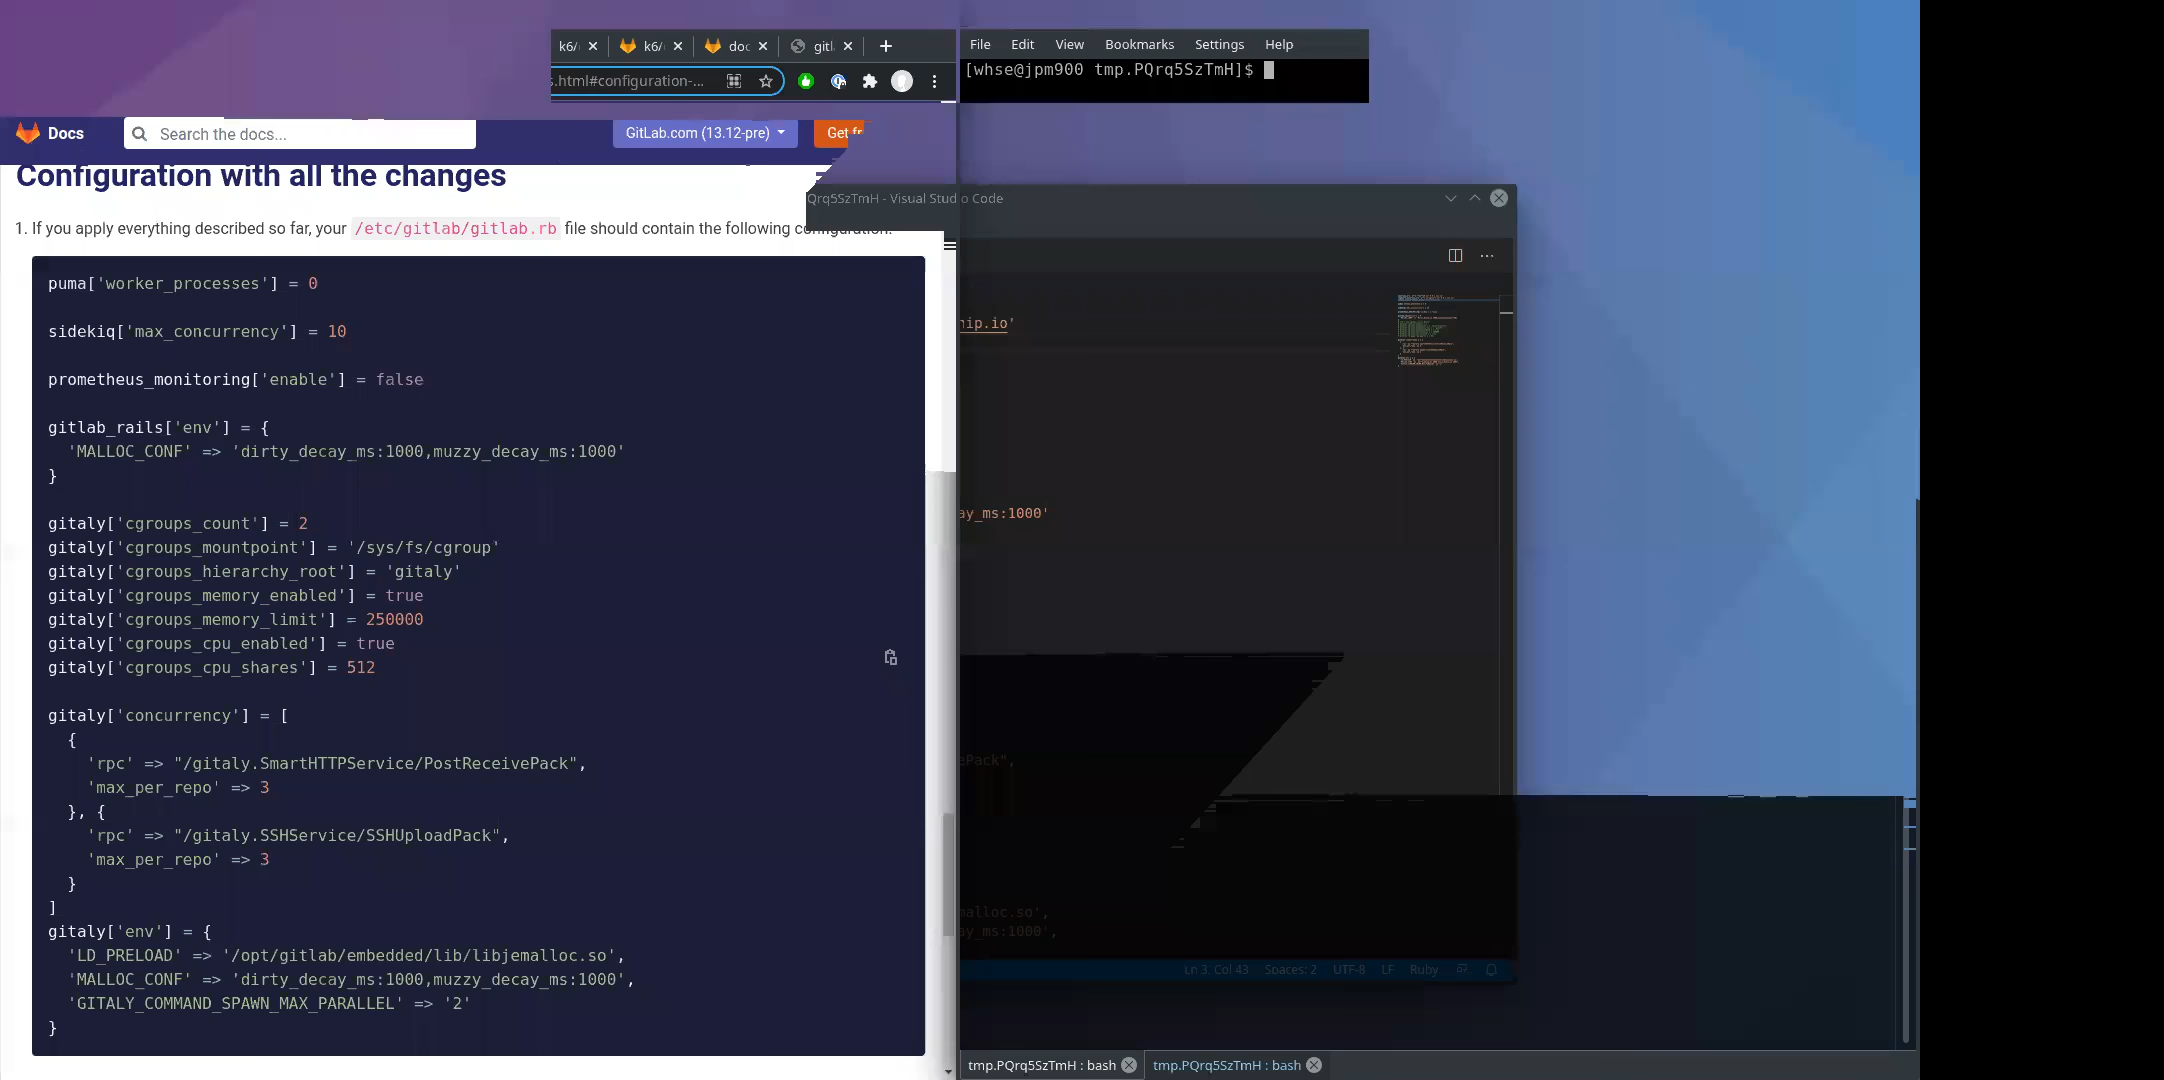 k6/
k6/
doc
gitl
.html#configuration-...
File Edit View Bookmarks Settings Help
[whse@jpm900 tmp.PQrq5SzTmH]$
Docs
Search the docs...
GitLab.com (13.12-pre)
Get fr
Configuration with all the changes
1. If you apply everything described so far, your /etc/gitlab/gitlab.rb file should contain the following configuration.
puma['worker_processes'] = 0
sidekiq['max_concurrency'] = 10
prometheus_monitoring['enable'] = false
gitlab_rails['env'] = {
'MALLOC_CONF' => 'dirty_decay_ms:1000,muzzy_decay_ms:1000'
}
gitaly['cgroups_count'] = 2
gitaly['cgroups_mountpoint'] = '/sys/fs/cgroup'
gitaly['cgroups_hierarchy_root'] = 'gitaly'
gitaly['cgroups_memory_enabled'] = true
gitaly['cgroups_memory_limit'] = 250000
gitaly['cgroups_cpu_enabled'] = true
gitaly['cgroups_cpu_shares'] = 512
gitaly['concurrency'] = [
{
'rpc' => "/gitaly.SmartHTTPService/PostReceivePack",
'max_per_repo' => 3
}, {
'rpc' => "/gitaly.SSHService/SSHUploadPack",
'max_per_repo' => 3
}
]
gitaly['env'] = {
'LD_PRELOAD' => '/opt/gitlab/embedded/lib/libjemalloc.so',
'MALLOC_CONF' => 'dirty_decay_ms:1000,muzzy_decay_ms:1000',
'GITALY_COMMAND_SPAWN_MAX_PARALLEL' => '2'
}
Qrq5SzTmH - Visual Studio Code
nip.io'
ay_ms:1000'
ePack",
malloc.so',
ay_ms:1000',
Ln 3, Col 43 Spaces: 2 UTF-8 LF Ruby
tmp.PQrq5SzTmH : bash
tmp.PQrq5SzTmH : bash